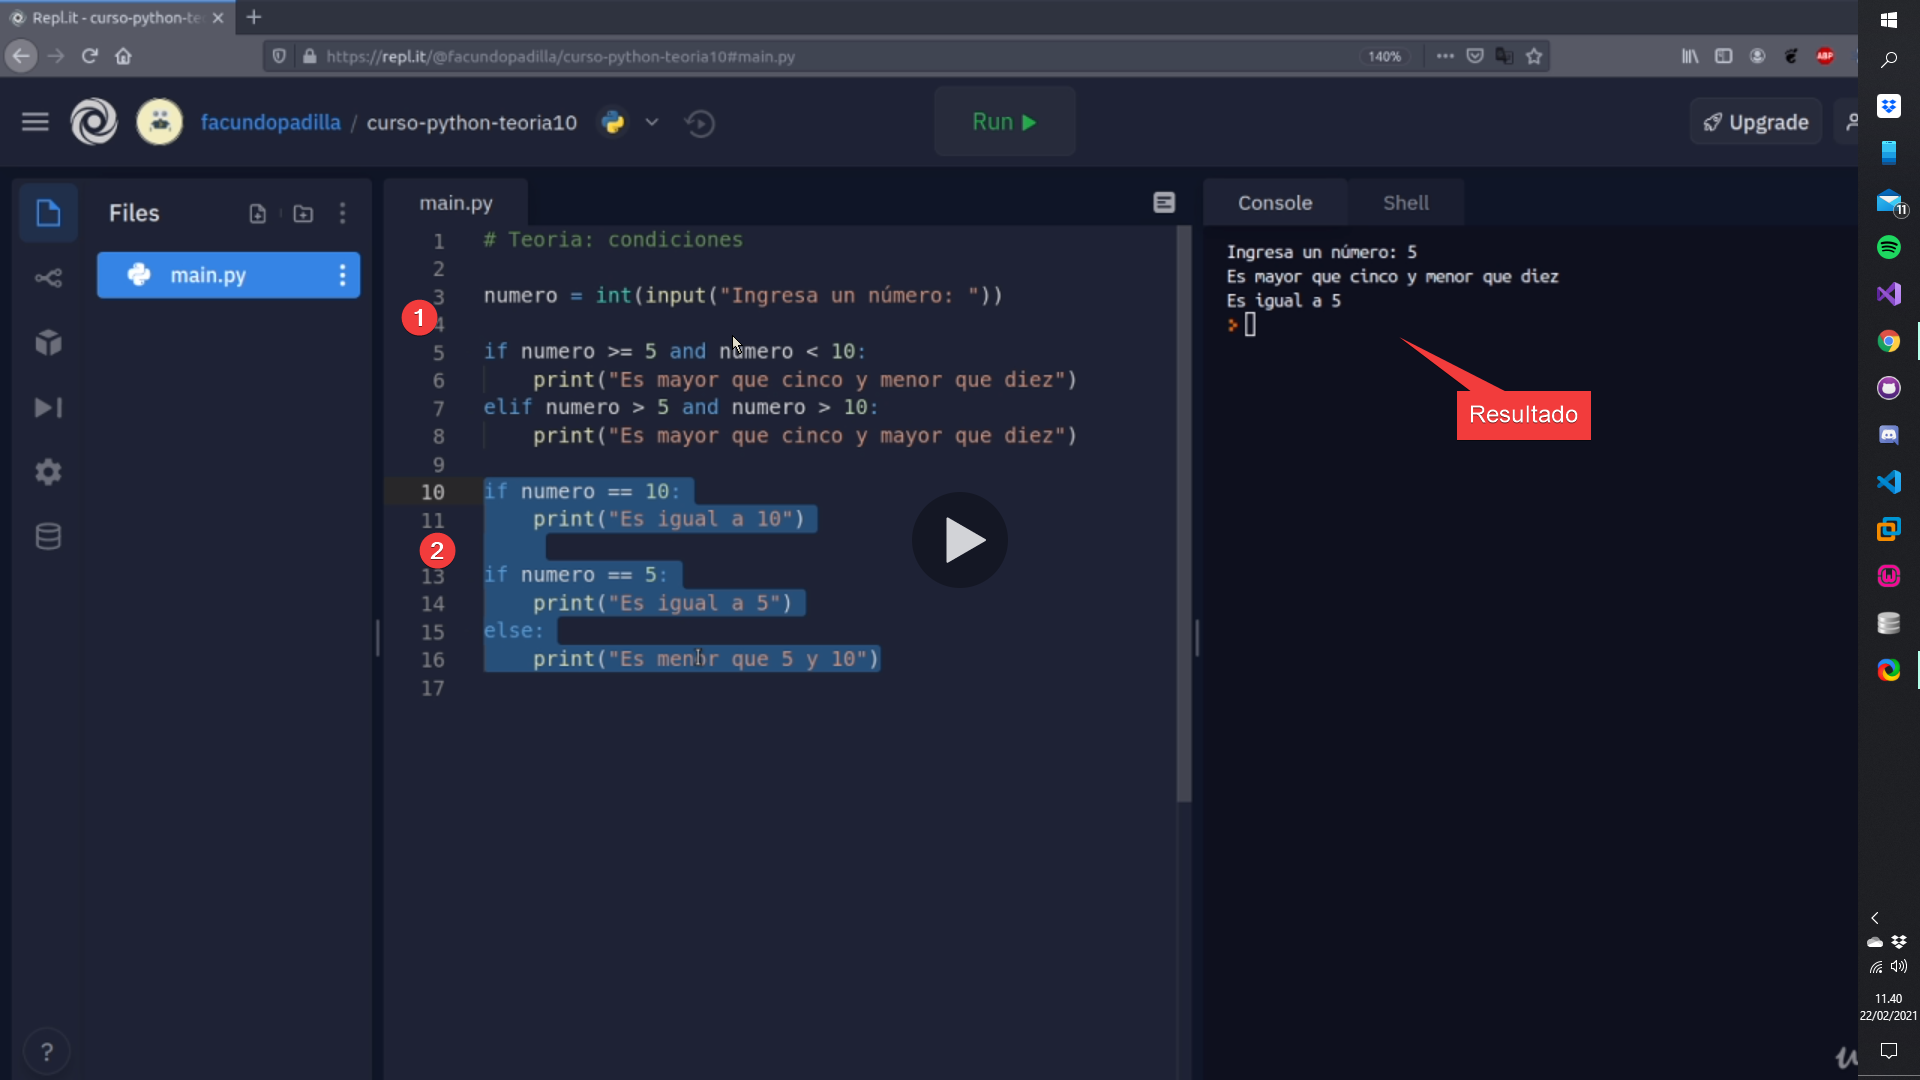 Repl.it - curso-python-te
https://repl.it/@facundopadilla/curso-python-teoria10#main.py
140%
ABP
facundopadilla / curso-python-teoria10
Run
Upgrade
Files
main.py
main.py
Console
Shell
1 # Teoria: condiciones
2
3 numero = int(input("Ingresa un número: "))
1
4
5 if numero >= 5 and numero < 10:
6 print("Es mayor que cinco y menor que diez")
7 elif numero > 5 and numero > 10:
8 print("Es mayor que cinco y mayor que diez")
9
10 if numero == 10:
11 print("Es igual a 10")
2
13 if numero == 5:
14 print("Es igual a 5")
15 else:
16 print("Es menor que 5 y 10")
17
Ingresa un número: 5
Es mayor que cinco y menor que diez
Es igual a 5
Resultado
11
11.40
22/02/2021
?